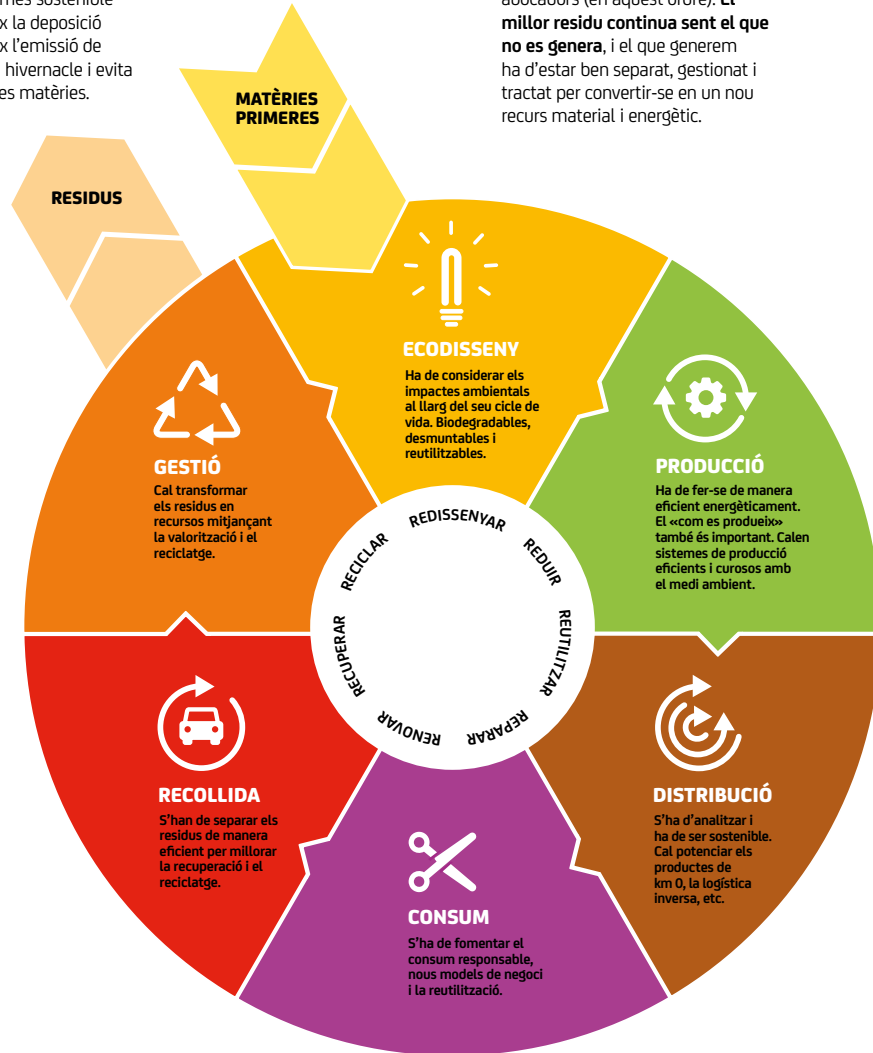 x la deposició
x l’emissió de
hivernacle i evita
es matèries.
millor residu continua sent el que
no es genera, i el que generem
ha d’estar ben separat, gestionat i
tractat per convertir-se en un nou
recurs material i energètic.
MATÈRIES
PRIMERES
RESIDUS
ECODISSENY
Ha de considerar els
impactes ambientals
al llarg del seu cicle de
vida. Biodegradables,
desmuntables i
reutilitzables.
PRODUCCIÓ
Ha de fer-se de manera
eficient energèticament.
El «com es produeix»
també és important. Calen
sistemes de producció
eficients i curosos amb
el medi ambient.
DISTRIBUCIÓ
S’ha d’analitzar i
ha de ser sostenible.
Cal potenciar els
productes de
km 0, la logística
inversa, etc.
CONSUM
S’ha de fomentar el
consum responsable,
nous models de negoci
i la reutilització.
RECOLLIDA
S’han de separar els
residus de manera
eficient per millorar
la recuperació i el
reciclatge.
GESTIÓ
Cal transformar
els residus en
recursos mitjançant
la valorització i el
reciclatge.
REDISSENYAR
REDUIR
REUTILITZAR
REPARAR
RENOVAR
RECUPERAR
RECICLAR